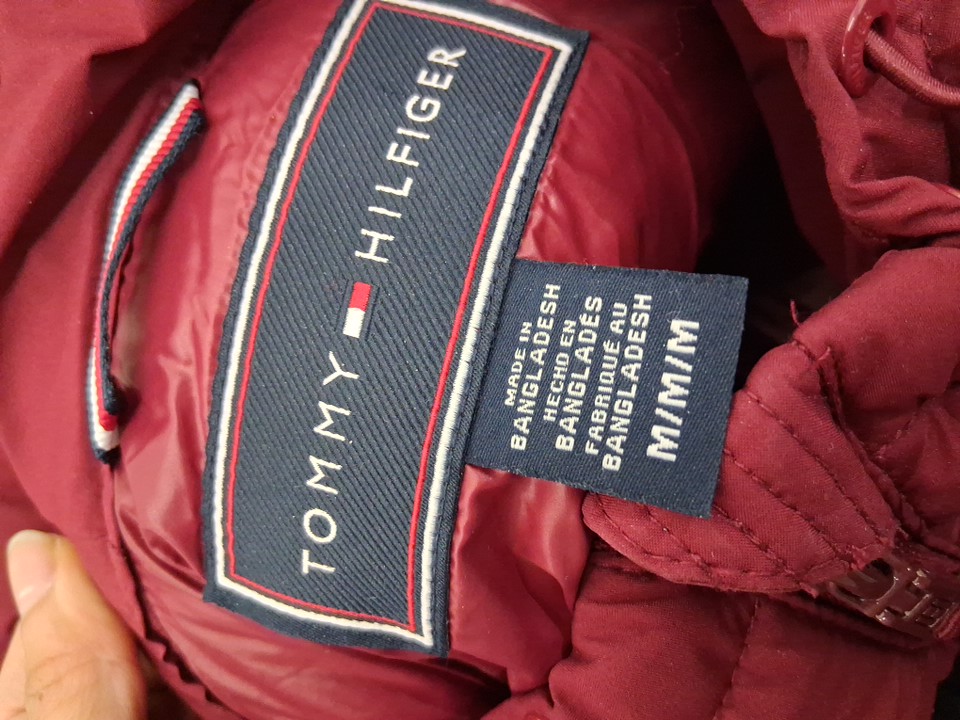 TOMMY HILFIGER
MADE IN
BANGLADESH
HECHO EN
BANGLADÉS
FABRIQUÉ AU
BANGLADESH
M/M/M